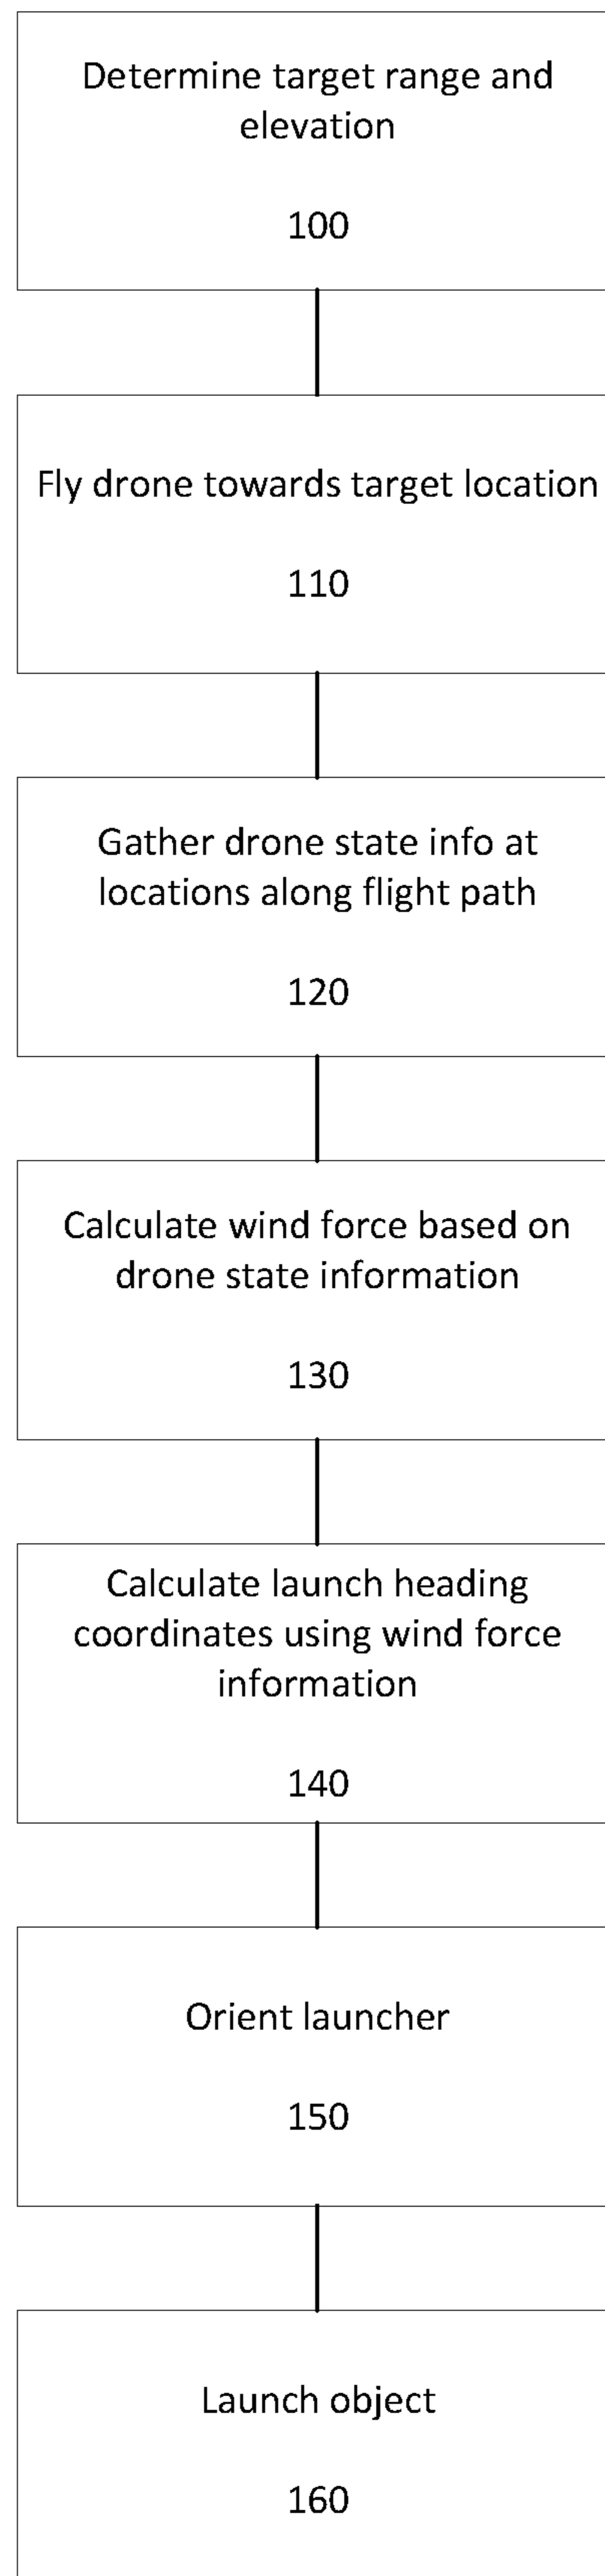 Determine target range and
elevation
100
Fly drone towards target location
110
Gather drone state info at
locations along flight path
120
Calculate wind force based on
drone state information
130
Calculate launch heading
coordinates using wind force
information
140
Orient launcher
150
Launch object
160